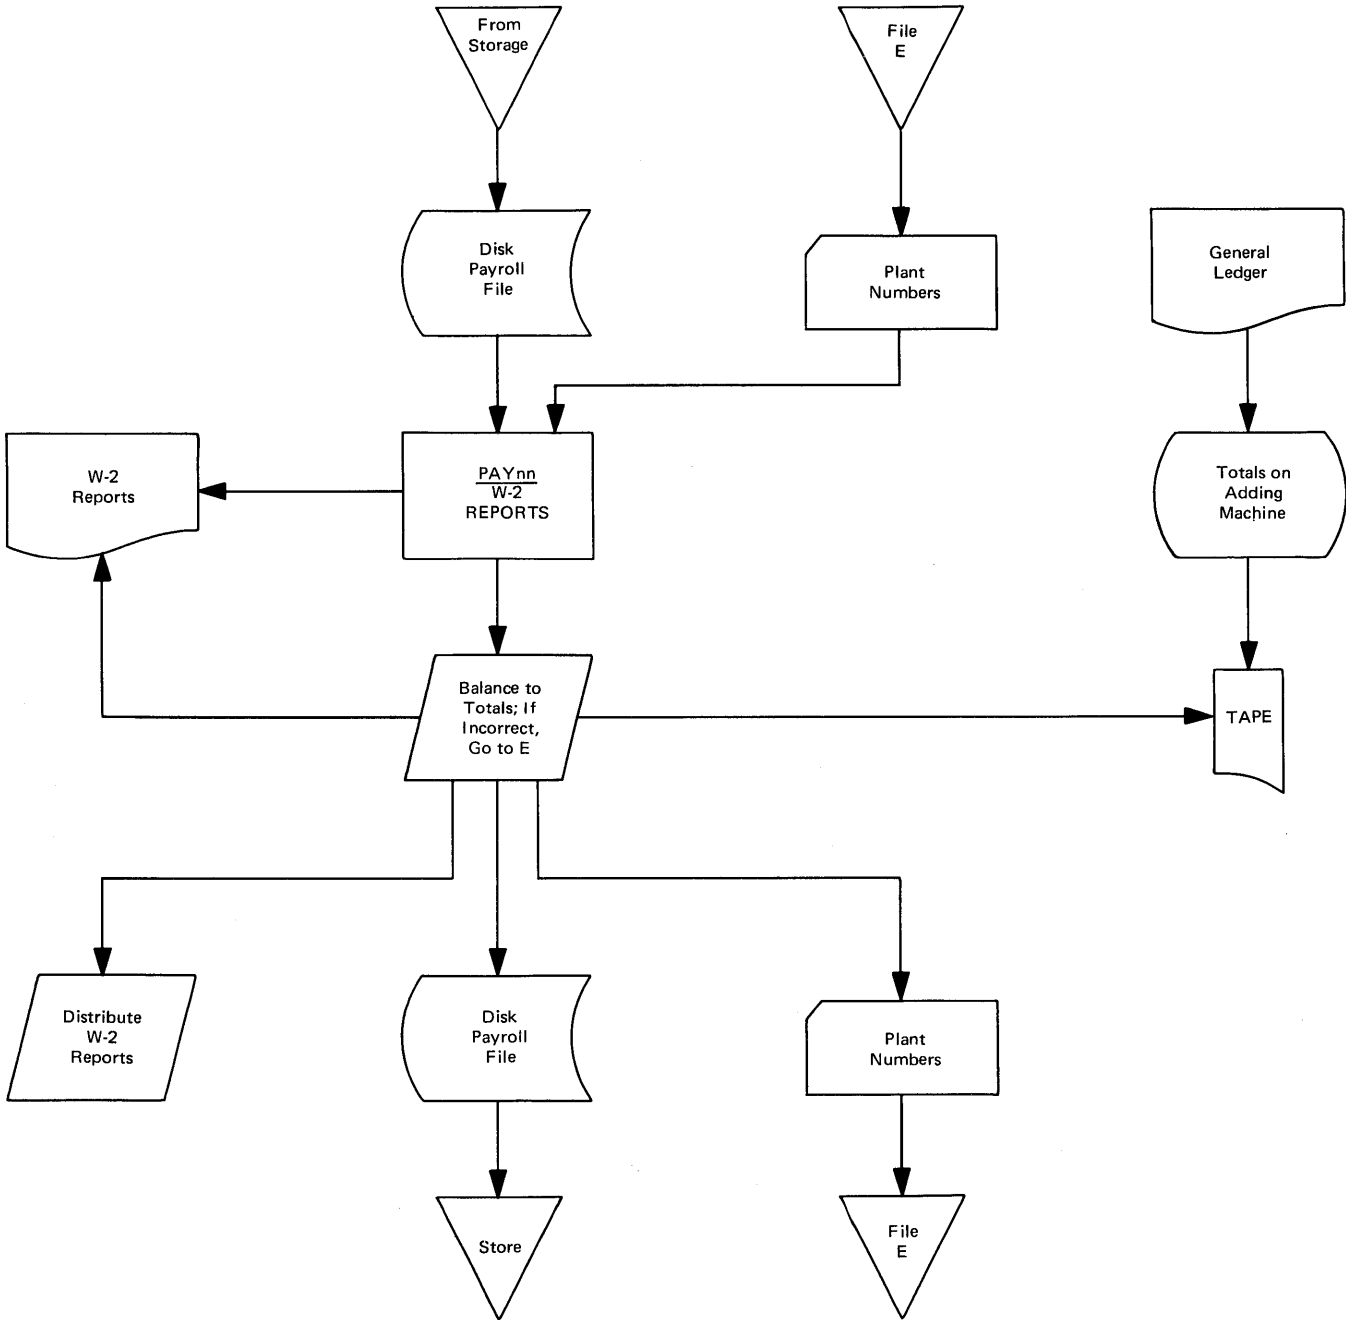 From
Storage
File
E
Disk
Payroll
File
Plant
Numbers
General
Ledger
W-2
Reports
PAYnn
W-2
REPORTS
Totals on
Adding
Machine
Balance to
Totals; If
Incorrect,
Go to E
TAPE
Distribute
W-2
Reports
Disk
Payroll
File
Plant
Numbers
Store
File
E